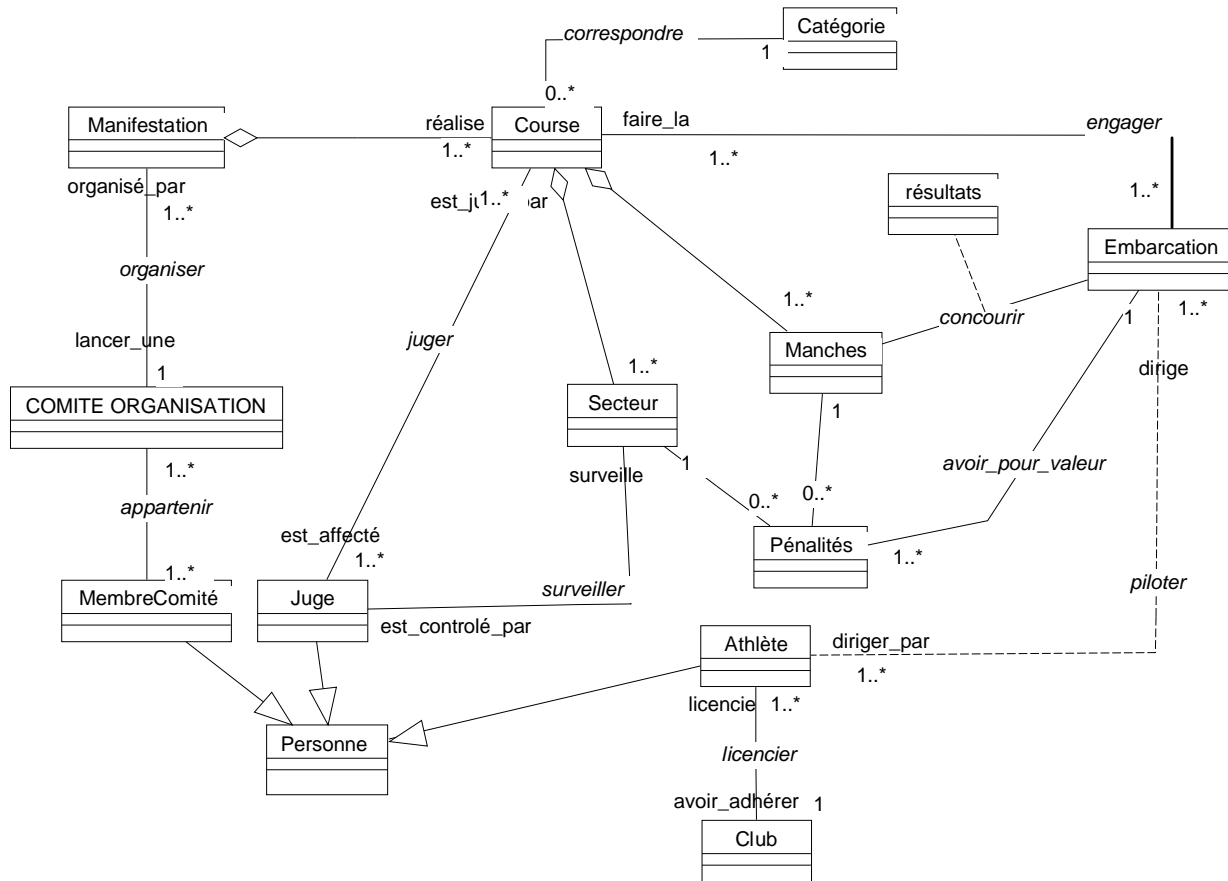 Catégorie
correspondre
1
0..*
Manifestation
réalise
1..*
Course
faire_la
1..*
engager
1..*
organisé_par
1..*
1..*
résultats
Embarcation
organiser
1..*
concourir
1
1..*
lancer_une
1
juger
Manches
dirige
COMITE ORGANISATION
1..*
Secteur
1
1..*
surveille
1
avoir_pour_valeur
appartenir
0..*
0..*
est_affecté
1..*
Pénalités
1..*
1..*
MembreComité
Juge
surveiller
piloter
est_controlé_par
Athlète
diriger_par
1..*
licencie
1..*
Personne
licencier
avoir_adhérer
1
Club